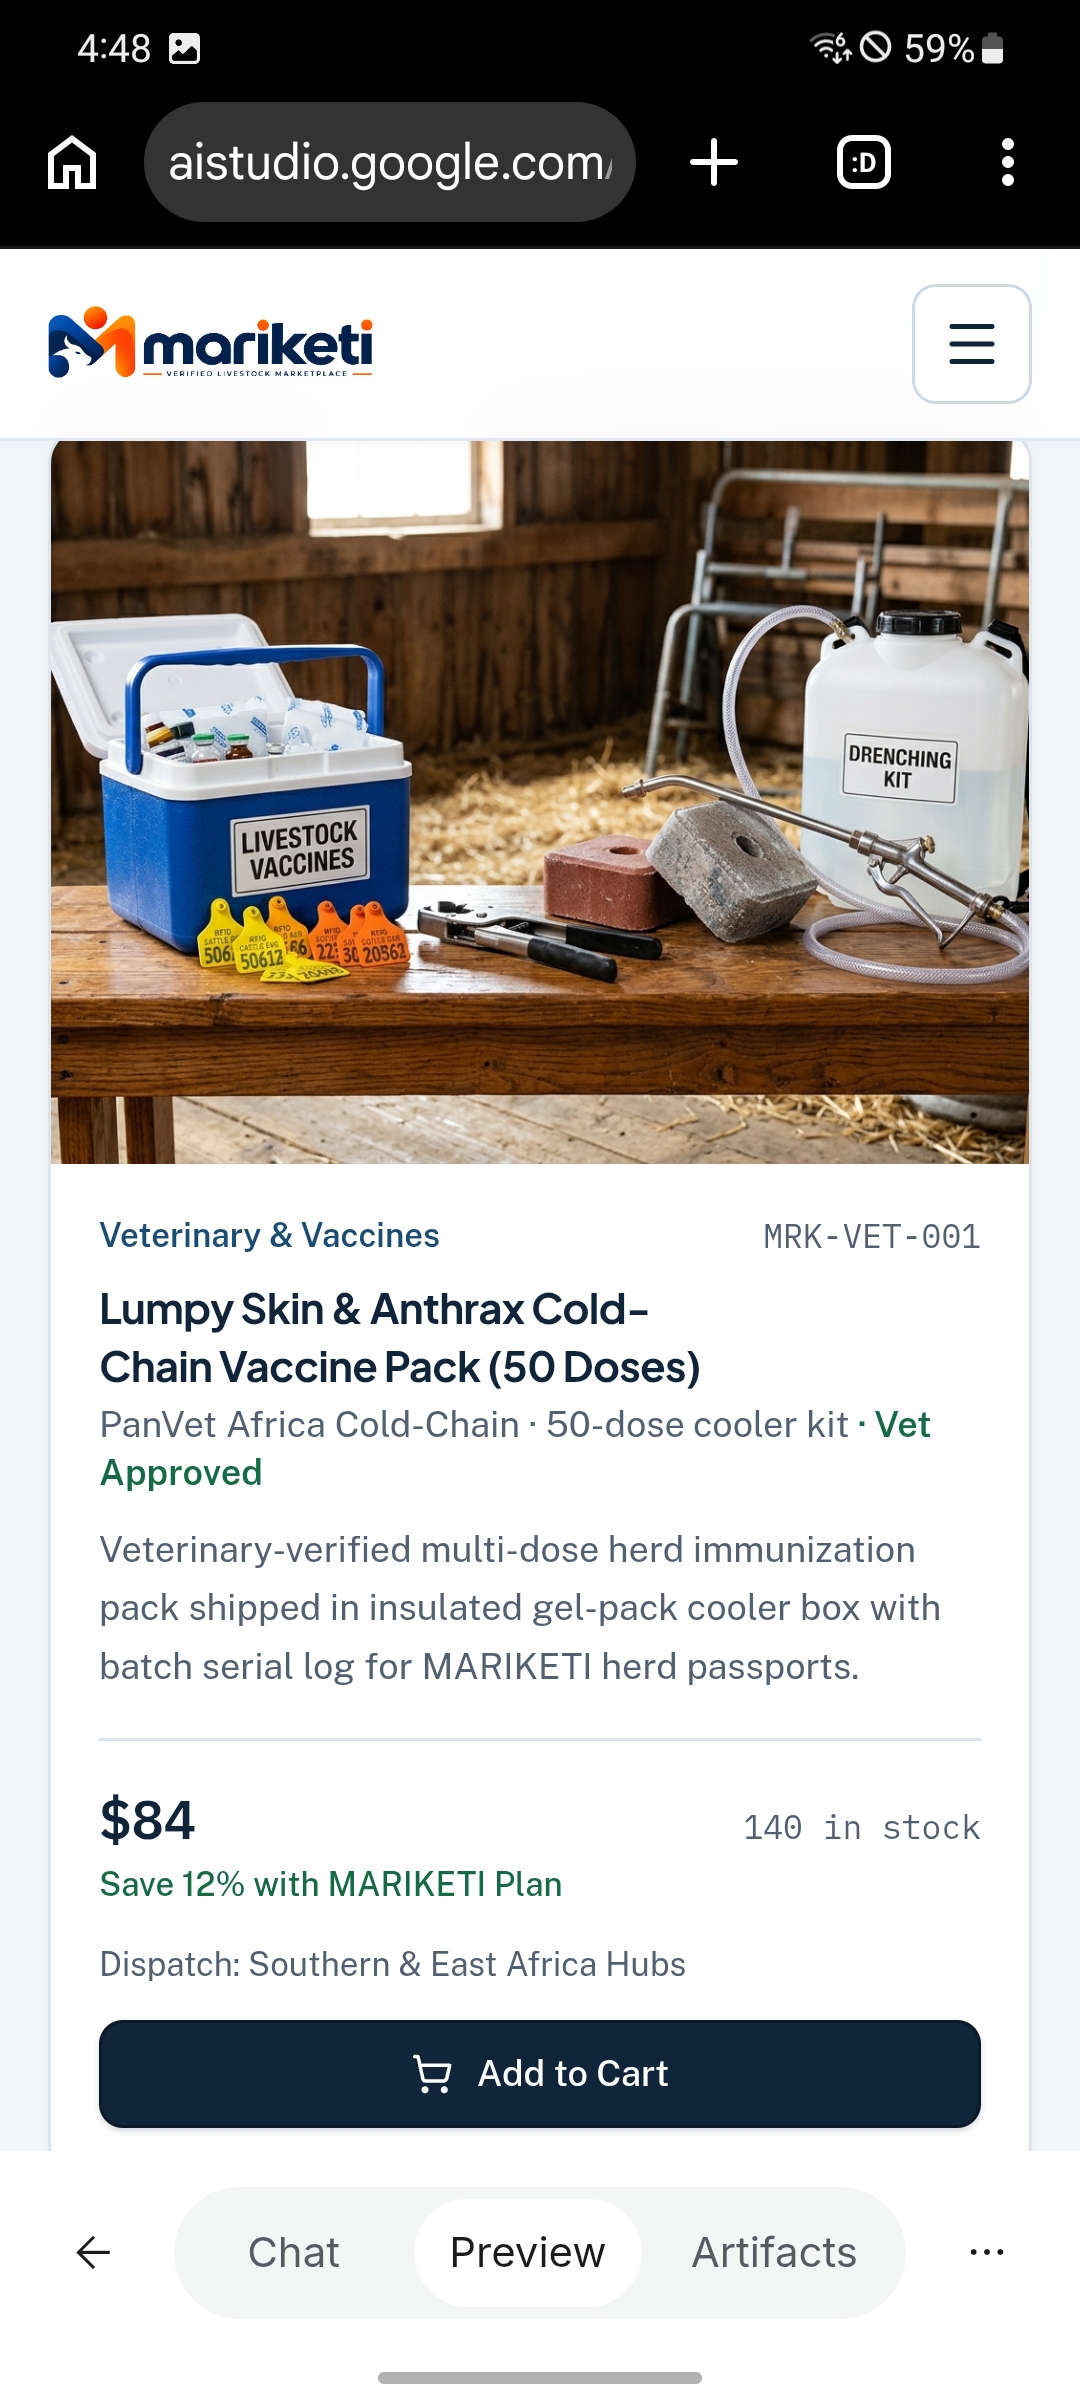 4:48
59%
aistudio.google.com/
:D
mariketi
VERIFIED LIVESTOCK MARKETPLACE
LIVESTOCK
VACCINES
DRENCHING
KIT
50612
20562
Veterinary & Vaccines
MRK-VET-001
Lumpy Skin & Anthrax Cold-
Chain Vaccine Pack (50 Doses)
PanVet Africa Cold-Chain · 50-dose cooler kit · Vet
Approved
Veterinary-verified multi-dose herd immunization
pack shipped in insulated gel-pack cooler box with
batch serial log for MARIKETI herd passports.
$84
140 in stock
Save 12% with MARIKETI Plan
Dispatch: Southern & East Africa Hubs
Add to Cart
Chat
Preview
Artifacts